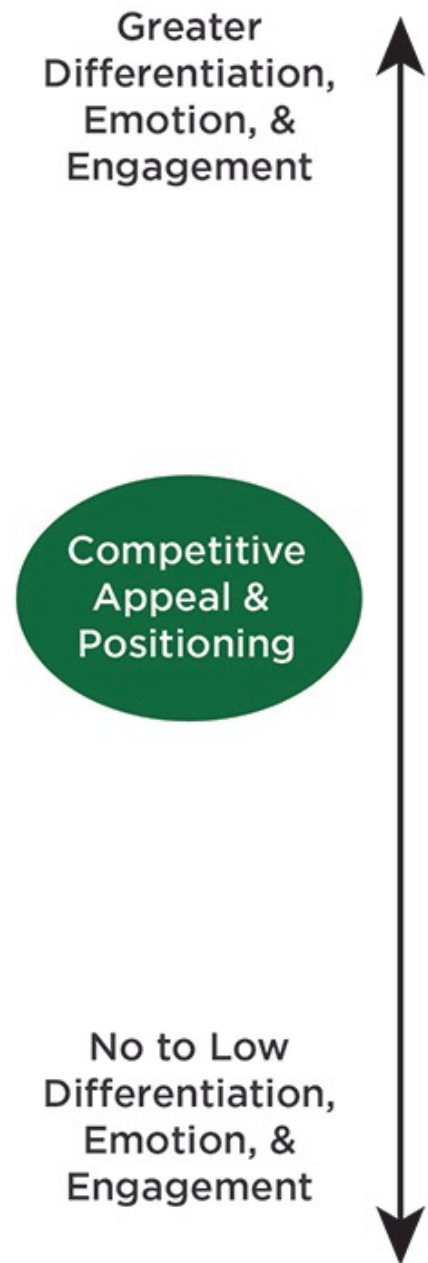 Greater
Differentiation,
Emotion, &
Engagement
Competitive
Appeal &
Positioning
No to Low
Differentiation,
Emotion, &
Engagement